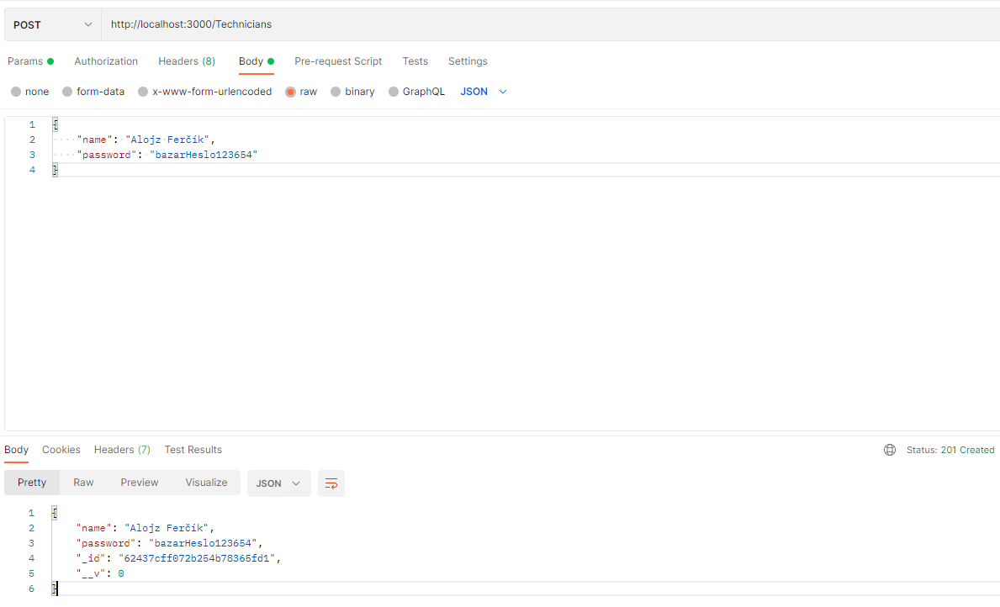 POST http://localhost:3000/Technicians
Params Authorization Headers (8) Body Pre-request Script Tests Settings
none form-data x-www-form-urlencoded raw binary GraphQL JSON
1 {
2 "name": "Alojz Ferčík",
3 "password": "bazarHeslo123654"
4 }
Body Cookies Headers (7) Test Results Status: 201 Created
Pretty Raw Preview Visualize JSON
1 {
2 "name": "Alojz Ferčík",
3 "password": "bazarHeslo123654",
4 "_id": "62437cff072b254b78365fd1",
5 "__v": 0
6 }